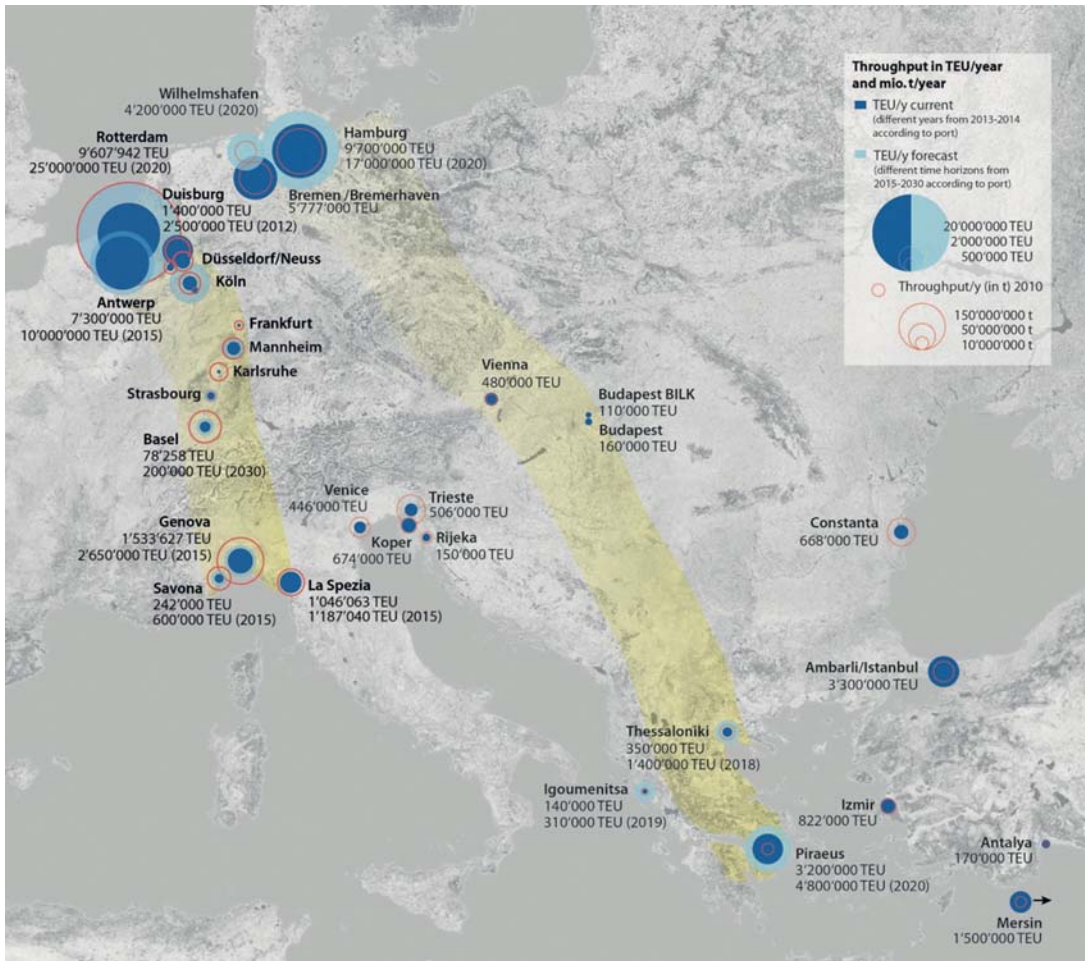 Wilhelmshafen
4'200'000 TEU (2020)
Rotterdam
9'607'942 TEU
25'000'000 TEU (2020)
Hamburg
9'700'000 TEU
17'000'000 TEU (2020)
Duisburg
1'400'000 TEU
2'500'000 TEU (2012)
Bremen /Bremerhaven
5'777'000 TEU
Düsseldorf/Neuss
Köln
Antwerp
7'300'000 TEU
10'000'000 TEU (2015)
Frankfurt
Mannheim
Karlsruhe
Strasbourg
Basel
78'258 TEU
200'000 TEU (2030)
Vienna
480'000 TEU
Budapest BILK
110'000 TEU
Budapest
160'000 TEU
Venice
446'000 TEU
Trieste
506'000 TEU
Koper
674'000 TEU
Rijeka
150'000 TEU
Genova
1'533'627 TEU
2'650'000 TEU (2015)
Savona
242'000 TEU
600'000 TEU (2015)
La Spezia
1'046'063 TEU
1'187'040 TEU (2015)
Constanta
668'000 TEU
Ambarli/Istanbul
3'300'000 TEU
Thessaloniki
350'000 TEU
1'400'000 TEU (2018)
Igoumenitsa
140'000 TEU
310'000 TEU (2019)
Izmir
822'000 TEU
Piraeus
3'200'000 TEU
4'800'000 TEU (2020)
Antalya
170'000 TEU
Mersin
1'500'000 TEU
Throughput in TEU/year
and mio. t/year
TEU/y current
(different years from 2013-2014
according to port)
TEU/y forecast
(different time horizons from
2015-2030 according to port)
20'000'000 TEU
2'000'000 TEU
500'000 TEU
Throughput/y (in t) 2010
150'000'000 t
50'000'000 t
10'000'000 t